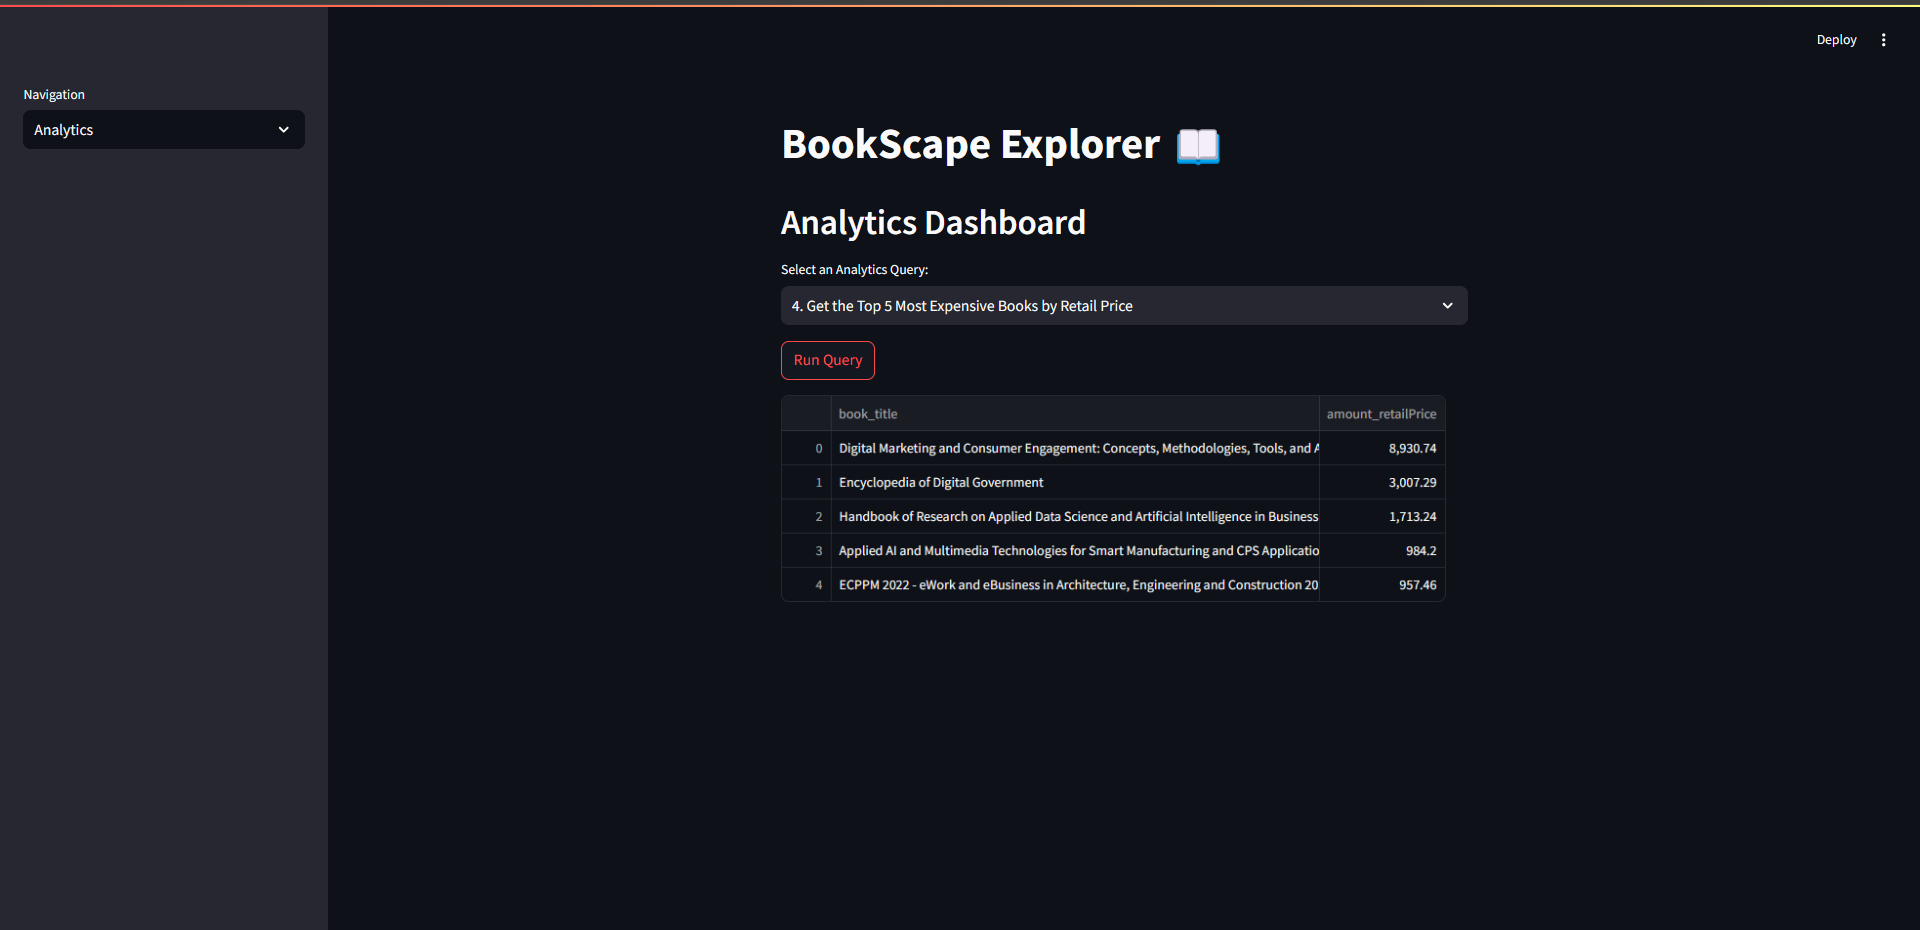 Deploy
Navigation
Analytics
BookScape Explorer
Analytics Dashboard
Select an Analytics Query:
4. Get the Top 5 Most Expensive Books by Retail Price
Run Query
book_title amount_retailPrice
0 Digital Marketing and Consumer Engagement: Concepts, Methodologies, Tools, and A 8,930.74
1 Encyclopedia of Digital Government 3,007.29
2 Handbook of Research on Applied Data Science and Artificial Intelligence in Business 1,713.24
3 Applied AI and Multimedia Technologies for Smart Manufacturing and CPS Applicatio 984.2
4 ECPPM 2022 - eWork and eBusiness in Architecture, Engineering and Construction 20 957.46